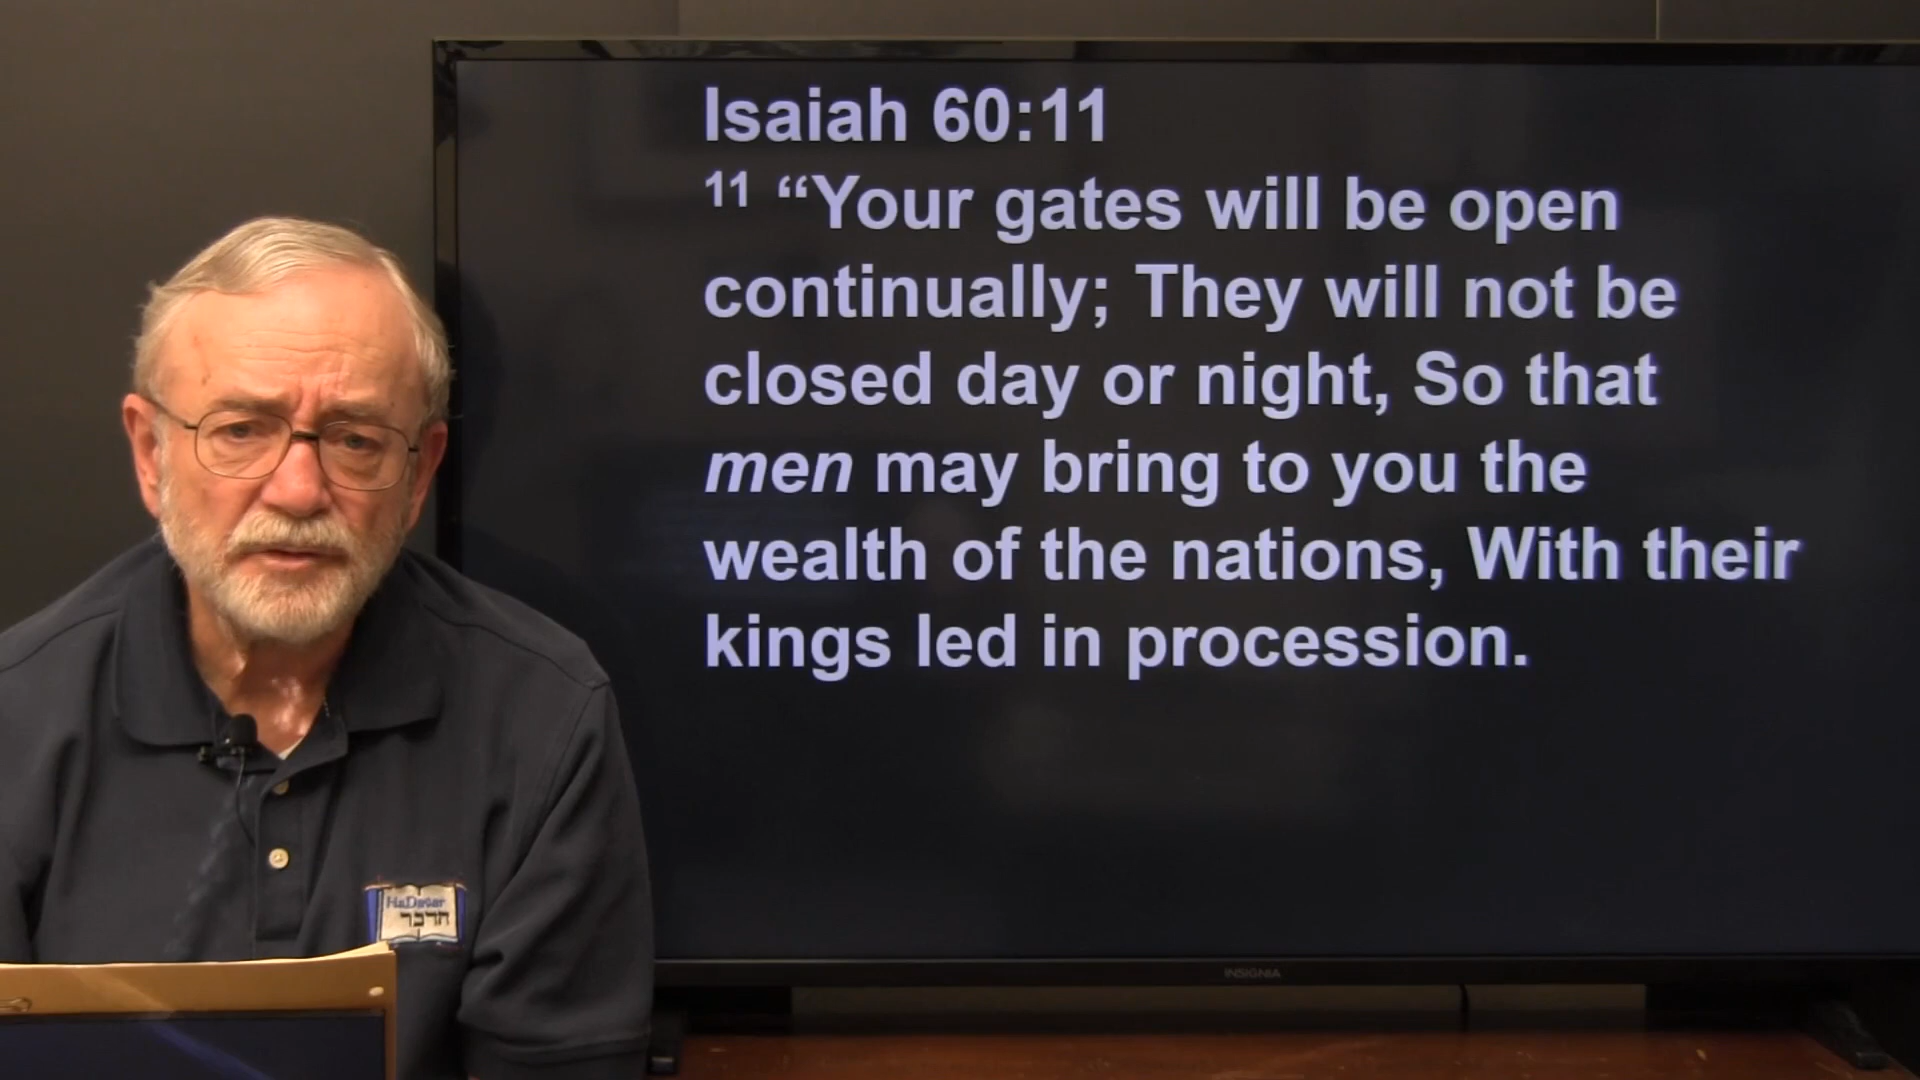 Isaiah 60:11
11 “Your gates will be open
continually; They will not be
closed day or night, So that
men may bring to you the
wealth of the nations, With their
kings led in procession.
HaDavar
הדבר
INSIGNIA